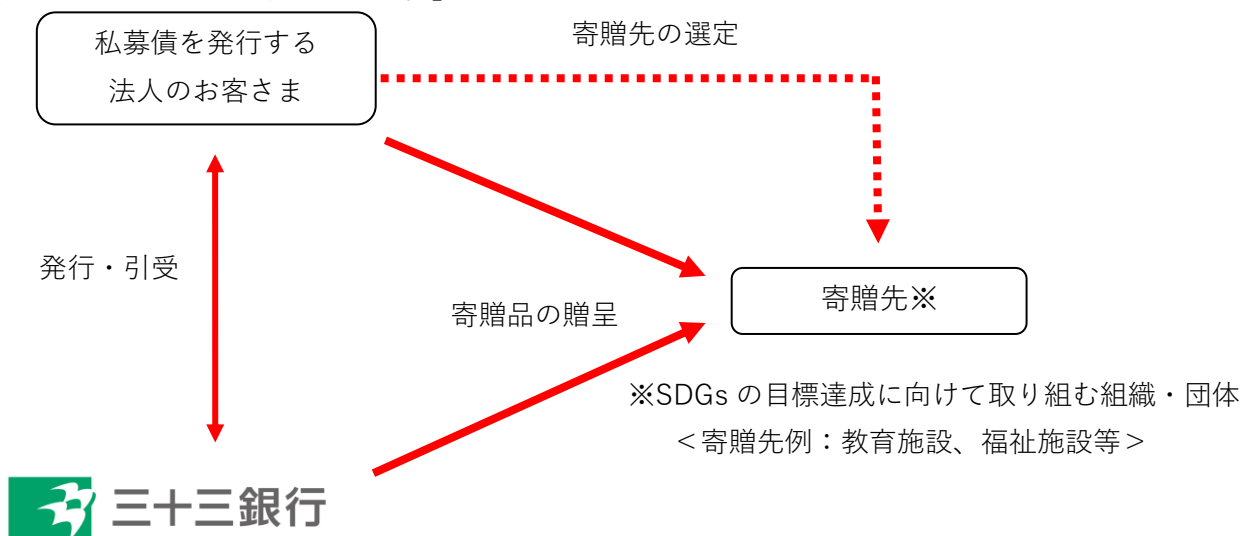 私募債を発行する
法人のお客さま
寄贈先の選定
発行・引受
寄贈品の贈呈
寄贈先※
※SDGs の目標達成に向けて取り組む組織・団体
＜寄贈先例：教育施設、福祉施設等＞
三十三銀行